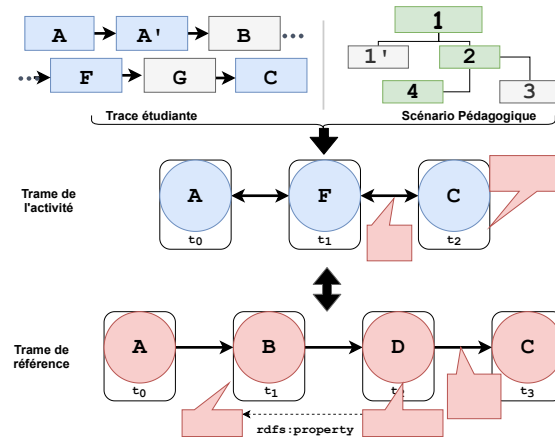 A A' B ...
... F G C
1
1' 2
4 3
Trace étudiante
Scénario Pédagogique
Trame de
l'activité
A F C
t0 t1 t2
Trame de
référence
A B D C
t0 t1 t3
rdfs:property